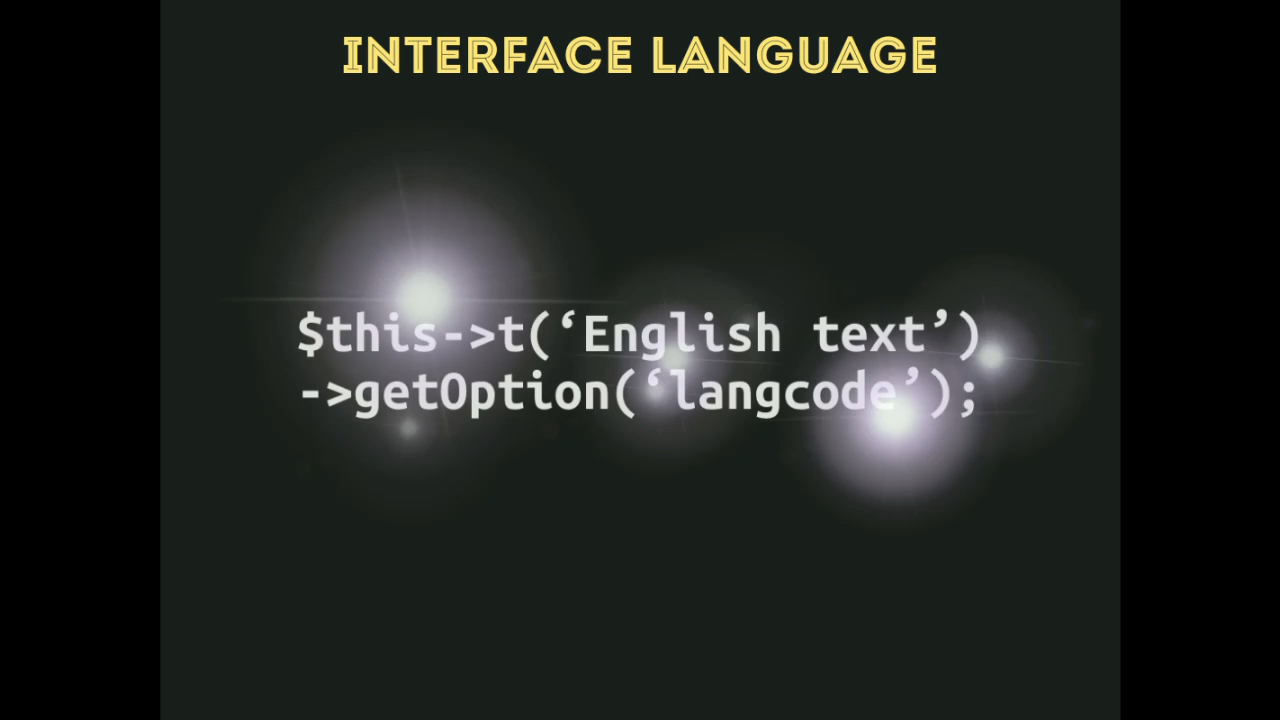 INTERFACE LANGUAGE
$this->t(‘English text’)
->getOption(‘langcode’);